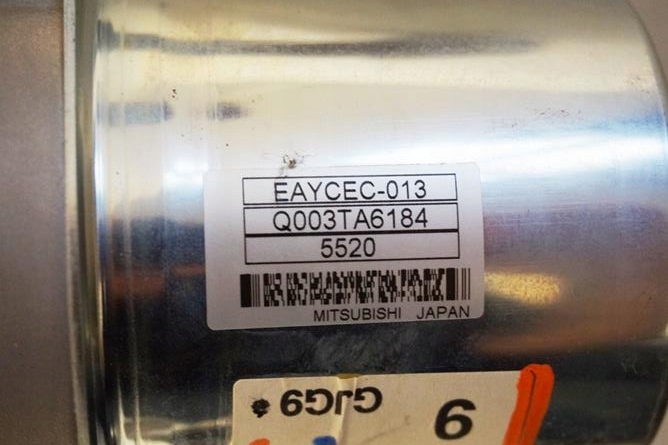 EAYCEC-013
Q003TA6184
5520
MITSUBISHI JAPAN
GJG9
9